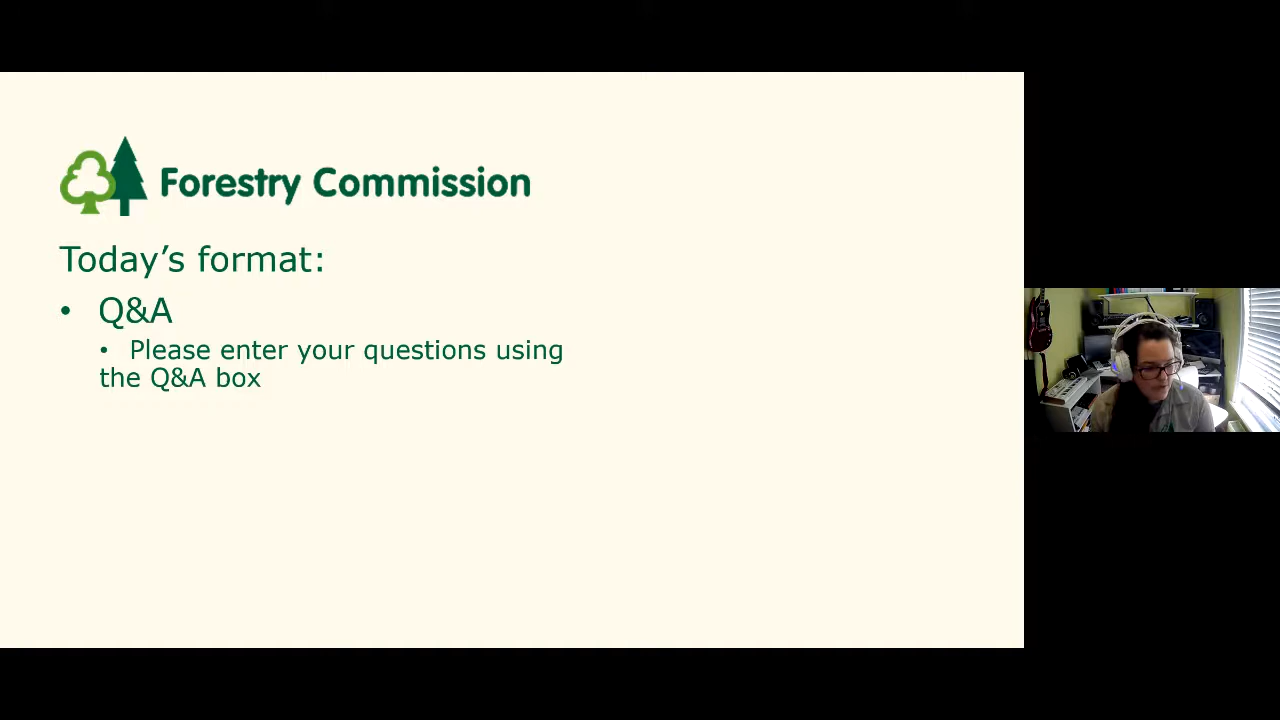 Forestry Commission
Today's format:
• Q&A
• Please enter your questions using
the Q&A box